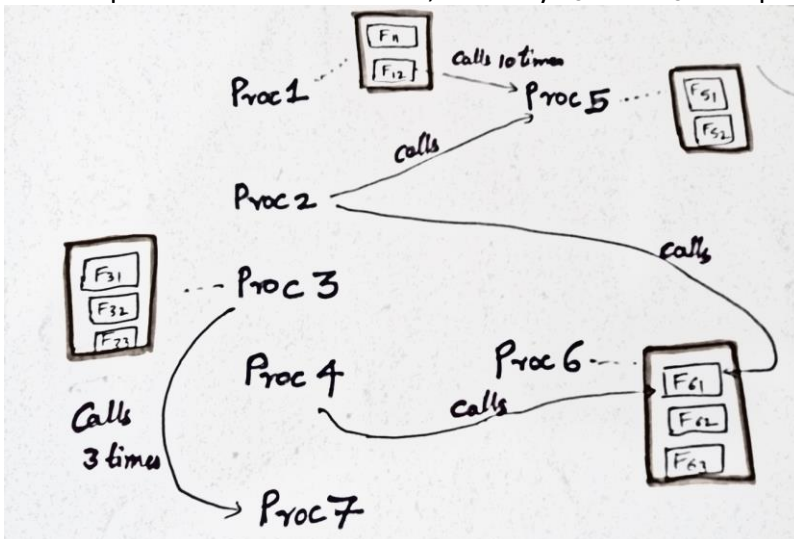 F11
F12
calls 10 times
Proc 1
Proc 5
F51
F52
calls
Proc 2
calls
F31
F32
F33
Proc 3
Proc 4
Proc 6
calls
F61
F62
F63
Calls
3 times
Proc 7